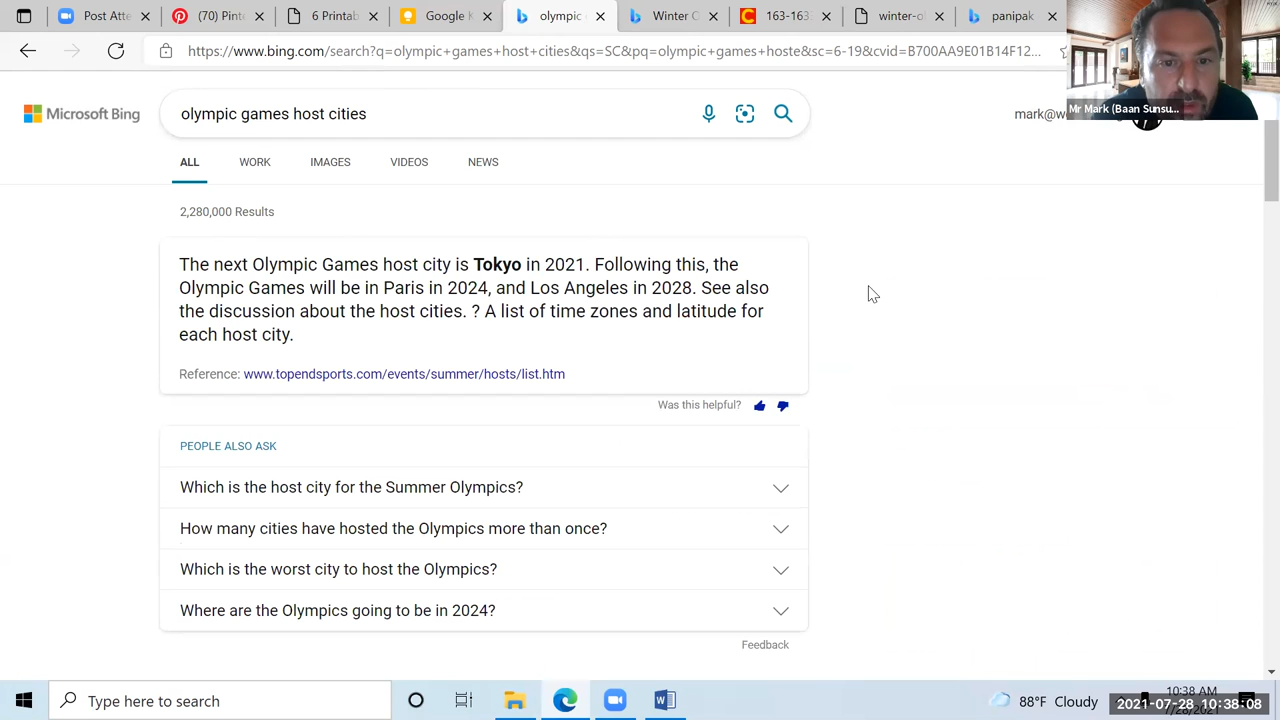 Post Atte
Pinte
Post Atte
Google
olympic
Winter O
163-163
winter-o
panipak
https://www.bing.com/search?q=olympic+games+host+cities&qs=SC&pq=olympic+games+hoste&sc=6-19&cvid=B700AA9E01B14F12...
Mr Mark (Baan Sunsu...
Microsoft Bing
olympic games host cities
mark@w
ALL
WORK
IMAGES
VIDEOS
NEWS
2,280,000 Results
The next Olympic Games host city is Tokyo in 2021. Following this, the
Olympic Games will be in Paris in 2024, and Los Angeles in 2028. See also
the discussion about the host cities. ? A list of time zones and latitude for
each host city.
Reference: www.topendsports.com/events/summer/hosts/list.htm
Was this helpful?
PEOPLE ALSO ASK
Which is the host city for the Summer Olympics?
How many cities have hosted the Olympics more than once?
Which is the worst city to host the Olympics?
Where are the Olympics going to be in 2024?
Feedback
Type here to search
88°F Cloudy
10:38 AM
2021-07-28 10:38:08